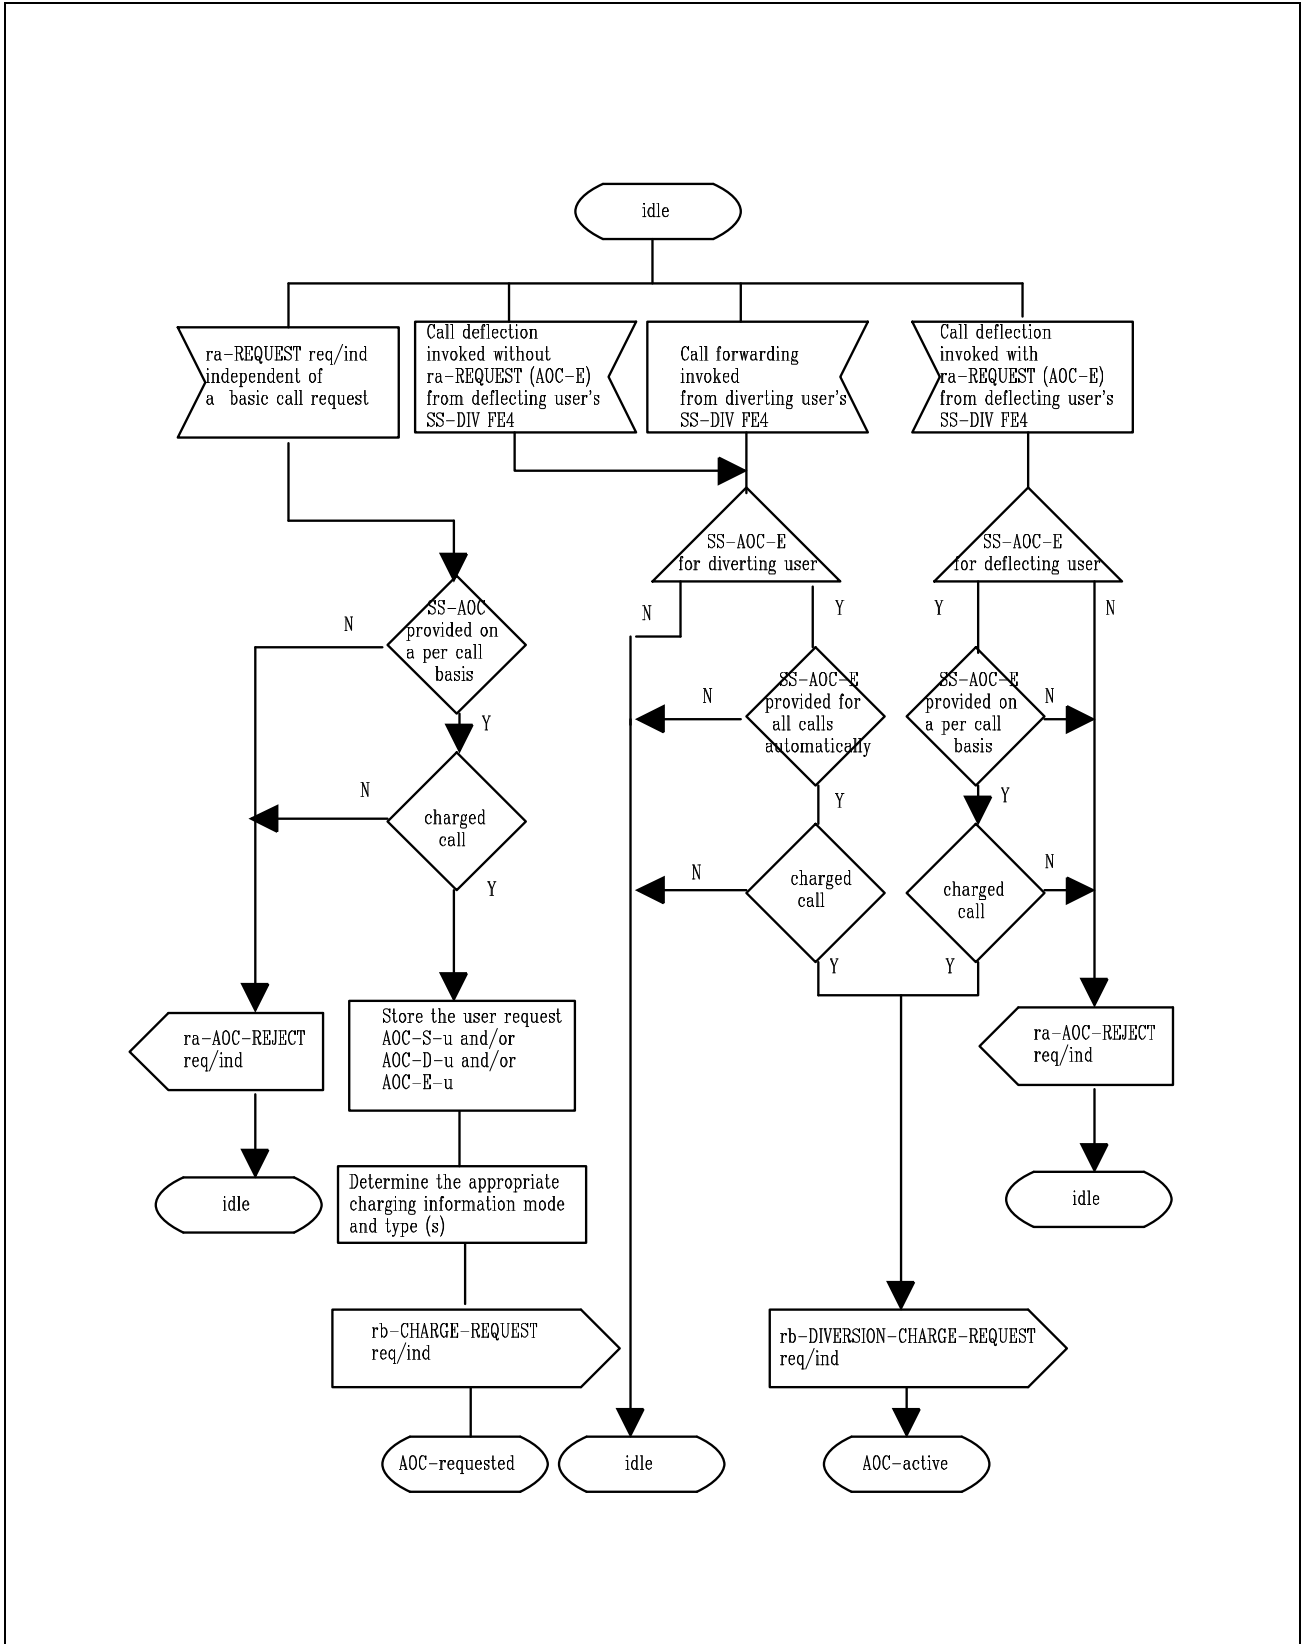 idle
ra-REQUEST req/ind
independent of
a basic call request
Call deflection
invoked without
ra-REQUEST (AOC-E)
from deflecting user's
SS-DIV FE4
Call forwarding
invoked
from diverting user's
SS-DIV FE4
Call deflection
invoked with
ra-REQUEST (AOC-E)
from deflecting user's
SS-DIV FE4
SS-AOC-E
for diverting user
SS-AOC-E
for deflecting user
N
Y
Y
N
SS-AOC
provided on
a per call
basis
N
Y
SS-AOC-E
provided for
all calls
automatically
N
Y
SS-AOC-E
provided on
a per call
basis
N
Y
charged
call
N
Y
charged
call
N
Y
charged
call
N
Y
ra-AOC-REJECT
req/ind
Store the user request
AOC-S-u and/or
AOC-D-u and/or
AOC-E-u
ra-AOC-REJECT
req/ind
idle
Determine the appropriate
charging information mode
and type (s)
idle
rb-CHARGE-REQUEST
req/ind
rb-DIVERSION-CHARGE-REQUEST
req/ind
AOC-requested
idle
AOC-active